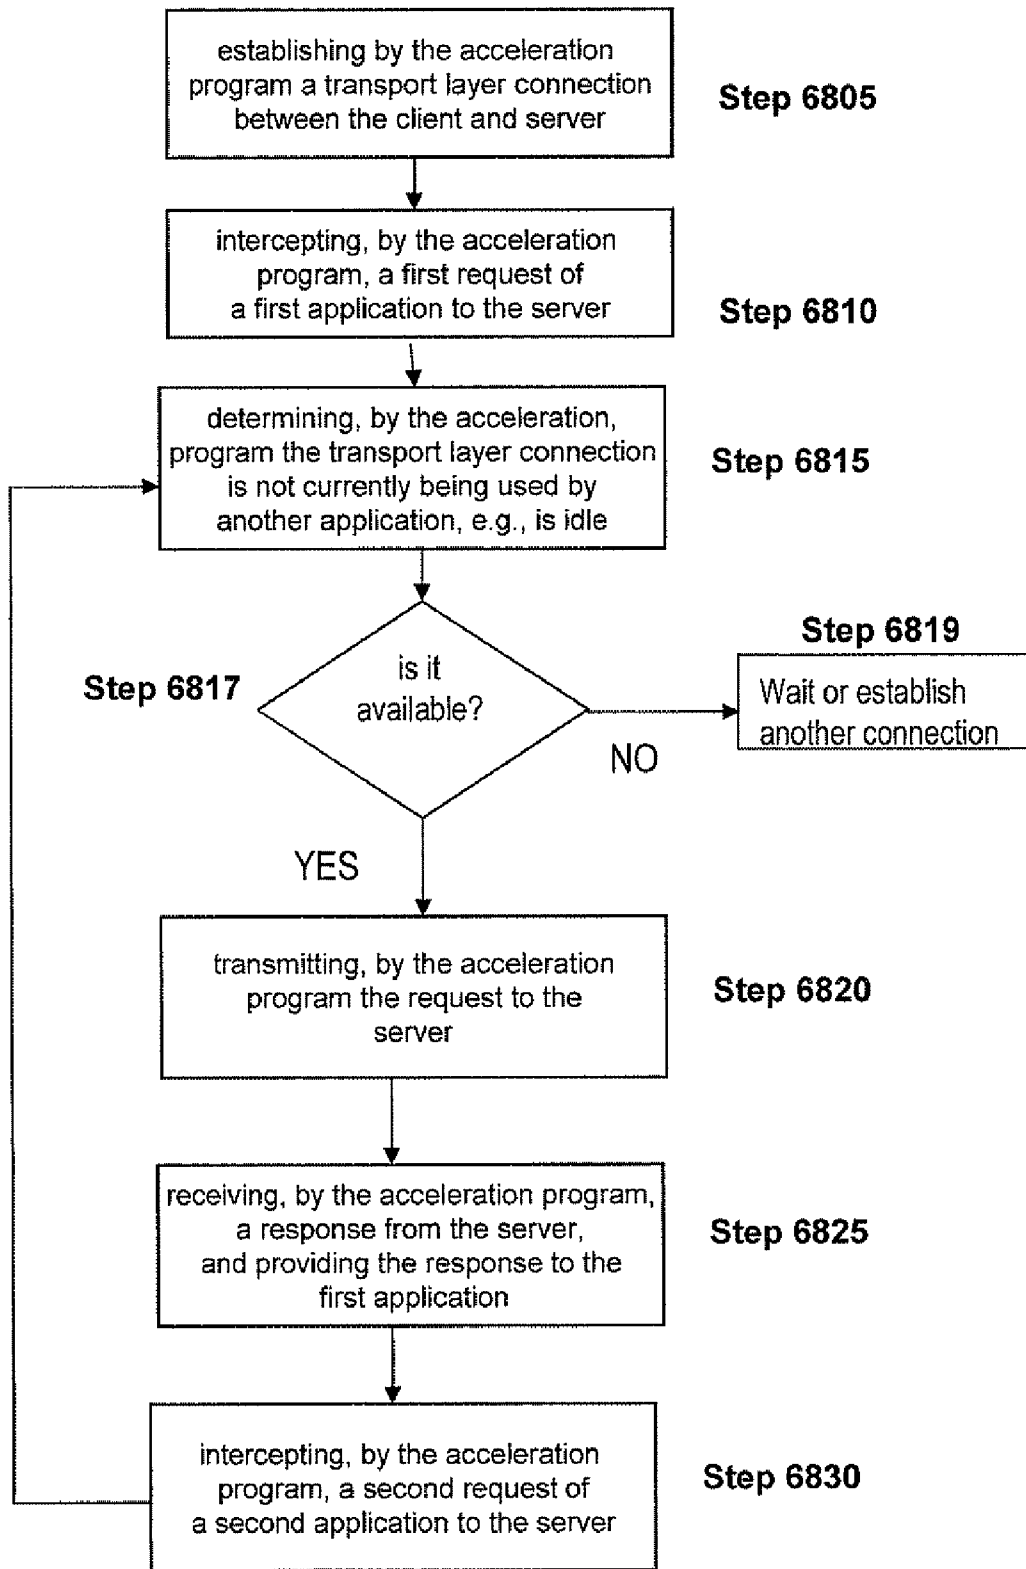 establishing by the acceleration
program a transport layer connection
between the client and server
Step 6805
intercepting, by the acceleration
program, a first request of
a first application to the server
Step 6810
determining, by the acceleration,
program the transport layer connection
is not currently being used by
another application, e.g., is idle
Step 6815
Step 6817
is it
available?
Step 6819
Wait or establish
another connection
NO
YES
transmitting, by the acceleration
program the request to the
server
Step 6820
receiving, by the acceleration program,
a response from the server,
and providing the response to the
first application
Step 6825
intercepting, by the acceleration
program, a second request of
a second application to the server
Step 6830